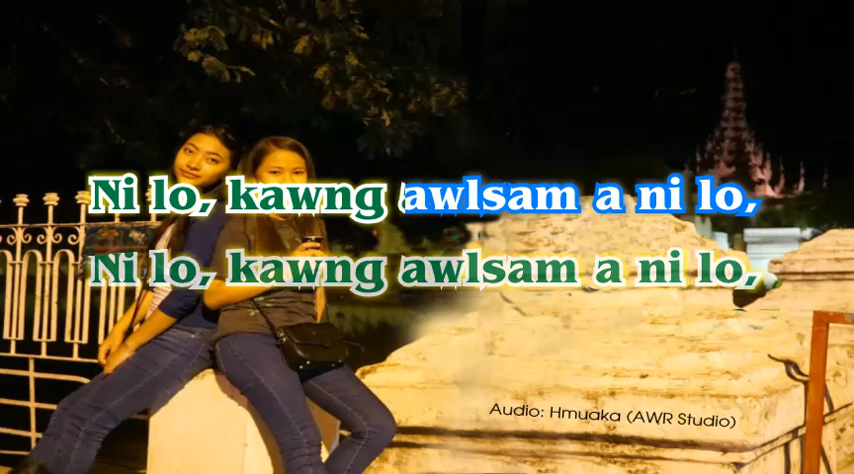 Ni lo, kawng awlsam a ni lo,
Ni lo, kawng awlsam a ni lo,
Audio: Hmuaka (AWR Studio)